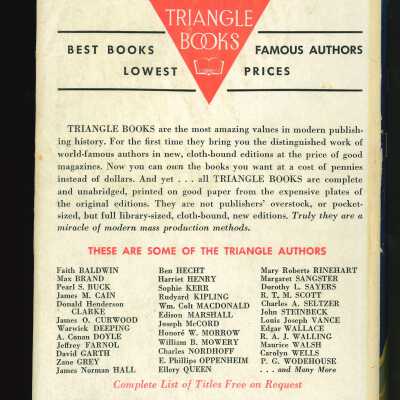 TRIANGLE
BOOKS
BEST BOOKS FAMOUS AUTHORS
LOWEST PRICES
TRIANGLE BOOKS are the most amazing values in modern publish-
ing history. For the first time they bring you the distinguished work of
world-famous authors in new, cloth-bound editions at the price of good
magazines. Now you can own the books you want at a cost of pennies
instead of dollars. And yet . . . all TRIANGLE BOOKS are complete
and unabridged, printed on good paper from the expensive plates of
the original editions. They are not publishers' overstock, or pocket-
sized, but full library-sized, cloth-bound, new editions. Truly they are a
miracle of modern mass production methods.
THESE ARE SOME OF THE TRIANGLE AUTHORS
Faith BALDWIN
Max BRAND
Pearl S. BUCK
James M. CAIN
Donald Henderson
CLARKE
James O. CURWOOD
Warwick DEEPING
A. Conan DOYLE
Jeffrey FARNOL
David GARTH
Zane GREY
James Norman HALL
Ben HECHT
Harriet HENRY
Sophie KERR
Rudyard KIPLING
Wm. Colt MACDONALD
Edison MARSHALL
Joseph McCORD
Honoré W. MORROW
William B. MOWERY
Charles NORDHOFF
E. Phillips OPPENHEIM
Ellery QUEEN
Mary Roberts RINEHART
Margaret SANGSTER
Dorothy L. SAYERS
R. T. M. SCOTT
Charles A. SELTZER
John STEINBECK
Louis Joseph VANCE
Edgar WALLACE
R. A. J. WALLING
Maurice WALSH
Carolyn WELLS
P. G. WODEHOUSE
. . . and Many More
Complete List of Titles Free on Request